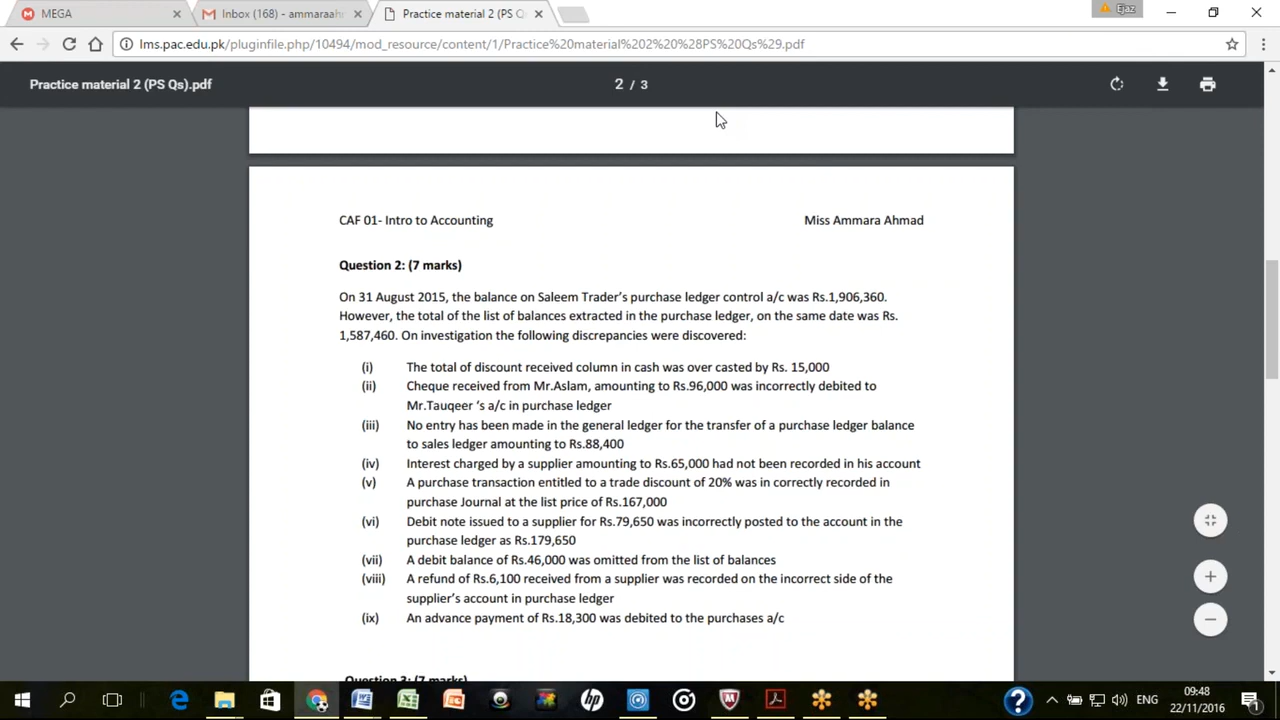 MEGA
Inbox (168) - ammaraahm
Practice material 2 (PS Q
Ejaz
lms.pac.edu.pk/pluginfile.php/10494/mod_resource/content/1/Practice%20material%202%20%28PS%20Qs%29.pdf
Practice material 2 (PS Qs).pdf
2 / 3
CAF 01- Intro to Accounting
Miss Ammara Ahmad
Question 2: (7 marks)
On 31 August 2015, the balance on Saleem Trader's purchase ledger control a/c was Rs.1,906,360.
However, the total of the list of balances extracted in the purchase ledger, on the same date was Rs.
1,587,460. On investigation the following discrepancies were discovered:
(i) The total of discount received column in cash was over casted by Rs. 15,000
(ii) Cheque received from Mr.Aslam, amounting to Rs.96,000 was incorrectly debited to
Mr.Tauqeer 's a/c in purchase ledger
(iii) No entry has been made in the general ledger for the transfer of a purchase ledger balance
to sales ledger amounting to Rs.88,400
(iv) Interest charged by a supplier amounting to Rs.65,000 had not been recorded in his account
(v) A purchase transaction entitled to a trade discount of 20% was in correctly recorded in
purchase Journal at the list price of Rs.167,000
(vi) Debit note issued to a supplier for Rs.79,650 was incorrectly posted to the account in the
purchase ledger as Rs.179,650
(vii) A debit balance of Rs.46,000 was omitted from the list of balances
(viii) A refund of Rs.6,100 received from a supplier was recorded on the incorrect side of the
supplier's account in purchase ledger
(ix) An advance payment of Rs.18,300 was debited to the purchases a/c
Question 3: (7 marks)
ENG
09:48
22/11/2016